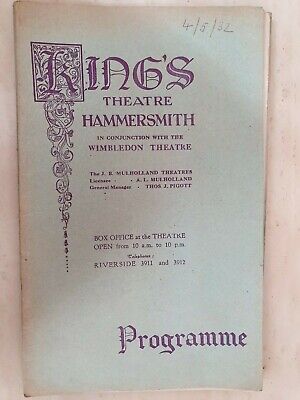 4/5/32
KING'S
THEATRE
HAMMERSMITH
IN CONJUNCTION WITH THE
WIMBLEDON THEATRE
The J. B. MULHOLLAND THEATRES
Licensee - A. L. MULHOLLAND
General Manager - THOS. J. PIGOTT
BOX OFFICE at the THEATRE
OPEN from 10 a.m. to 10 p.m.
Telephones:
RIVERSIDE 3911 and 3912
Programme